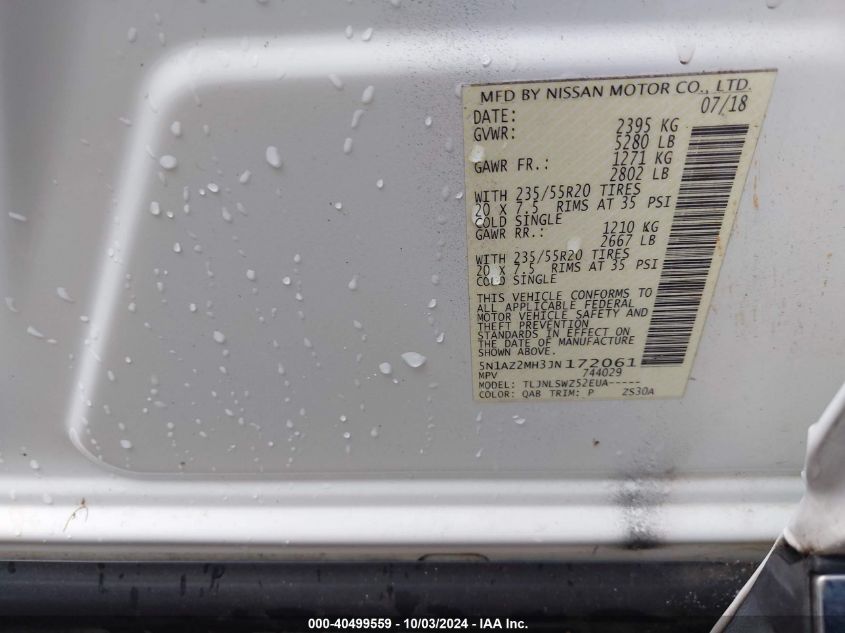 MFD BY NISSAN MOTOR CO., LTD.
DATE: 07/18
GVWR: 2395 KG
5280 LB
GAWR FR.: 1271 KG
2802 LB
WITH 235/55R20 TIRES
20 X 7.5 RIMS AT 35 PSI
COLD SINGLE
GAWR RR.: 1210 KG
2667 LB
WITH 235/55R20 TIRES
20 X 7.5 RIMS AT 35 PSI
COLD SINGLE
THIS VEHICLE CONFORMS TO
ALL APPLICABLE FEDERAL
MOTOR VEHICLE SAFETY AND
THEFT PREVENTION
STANDARDS IN EFFECT ON
THE DATE OF MANUFACTURE
SHOWN ABOVE.
5N1AZ2MH3JN172061
MPV 744029
MODEL: TLJNLSWZ52EUA-----
COLOR: QAB TRIM: P ZS30A
000-40499559 - 10/03/2024 - IAA Inc.